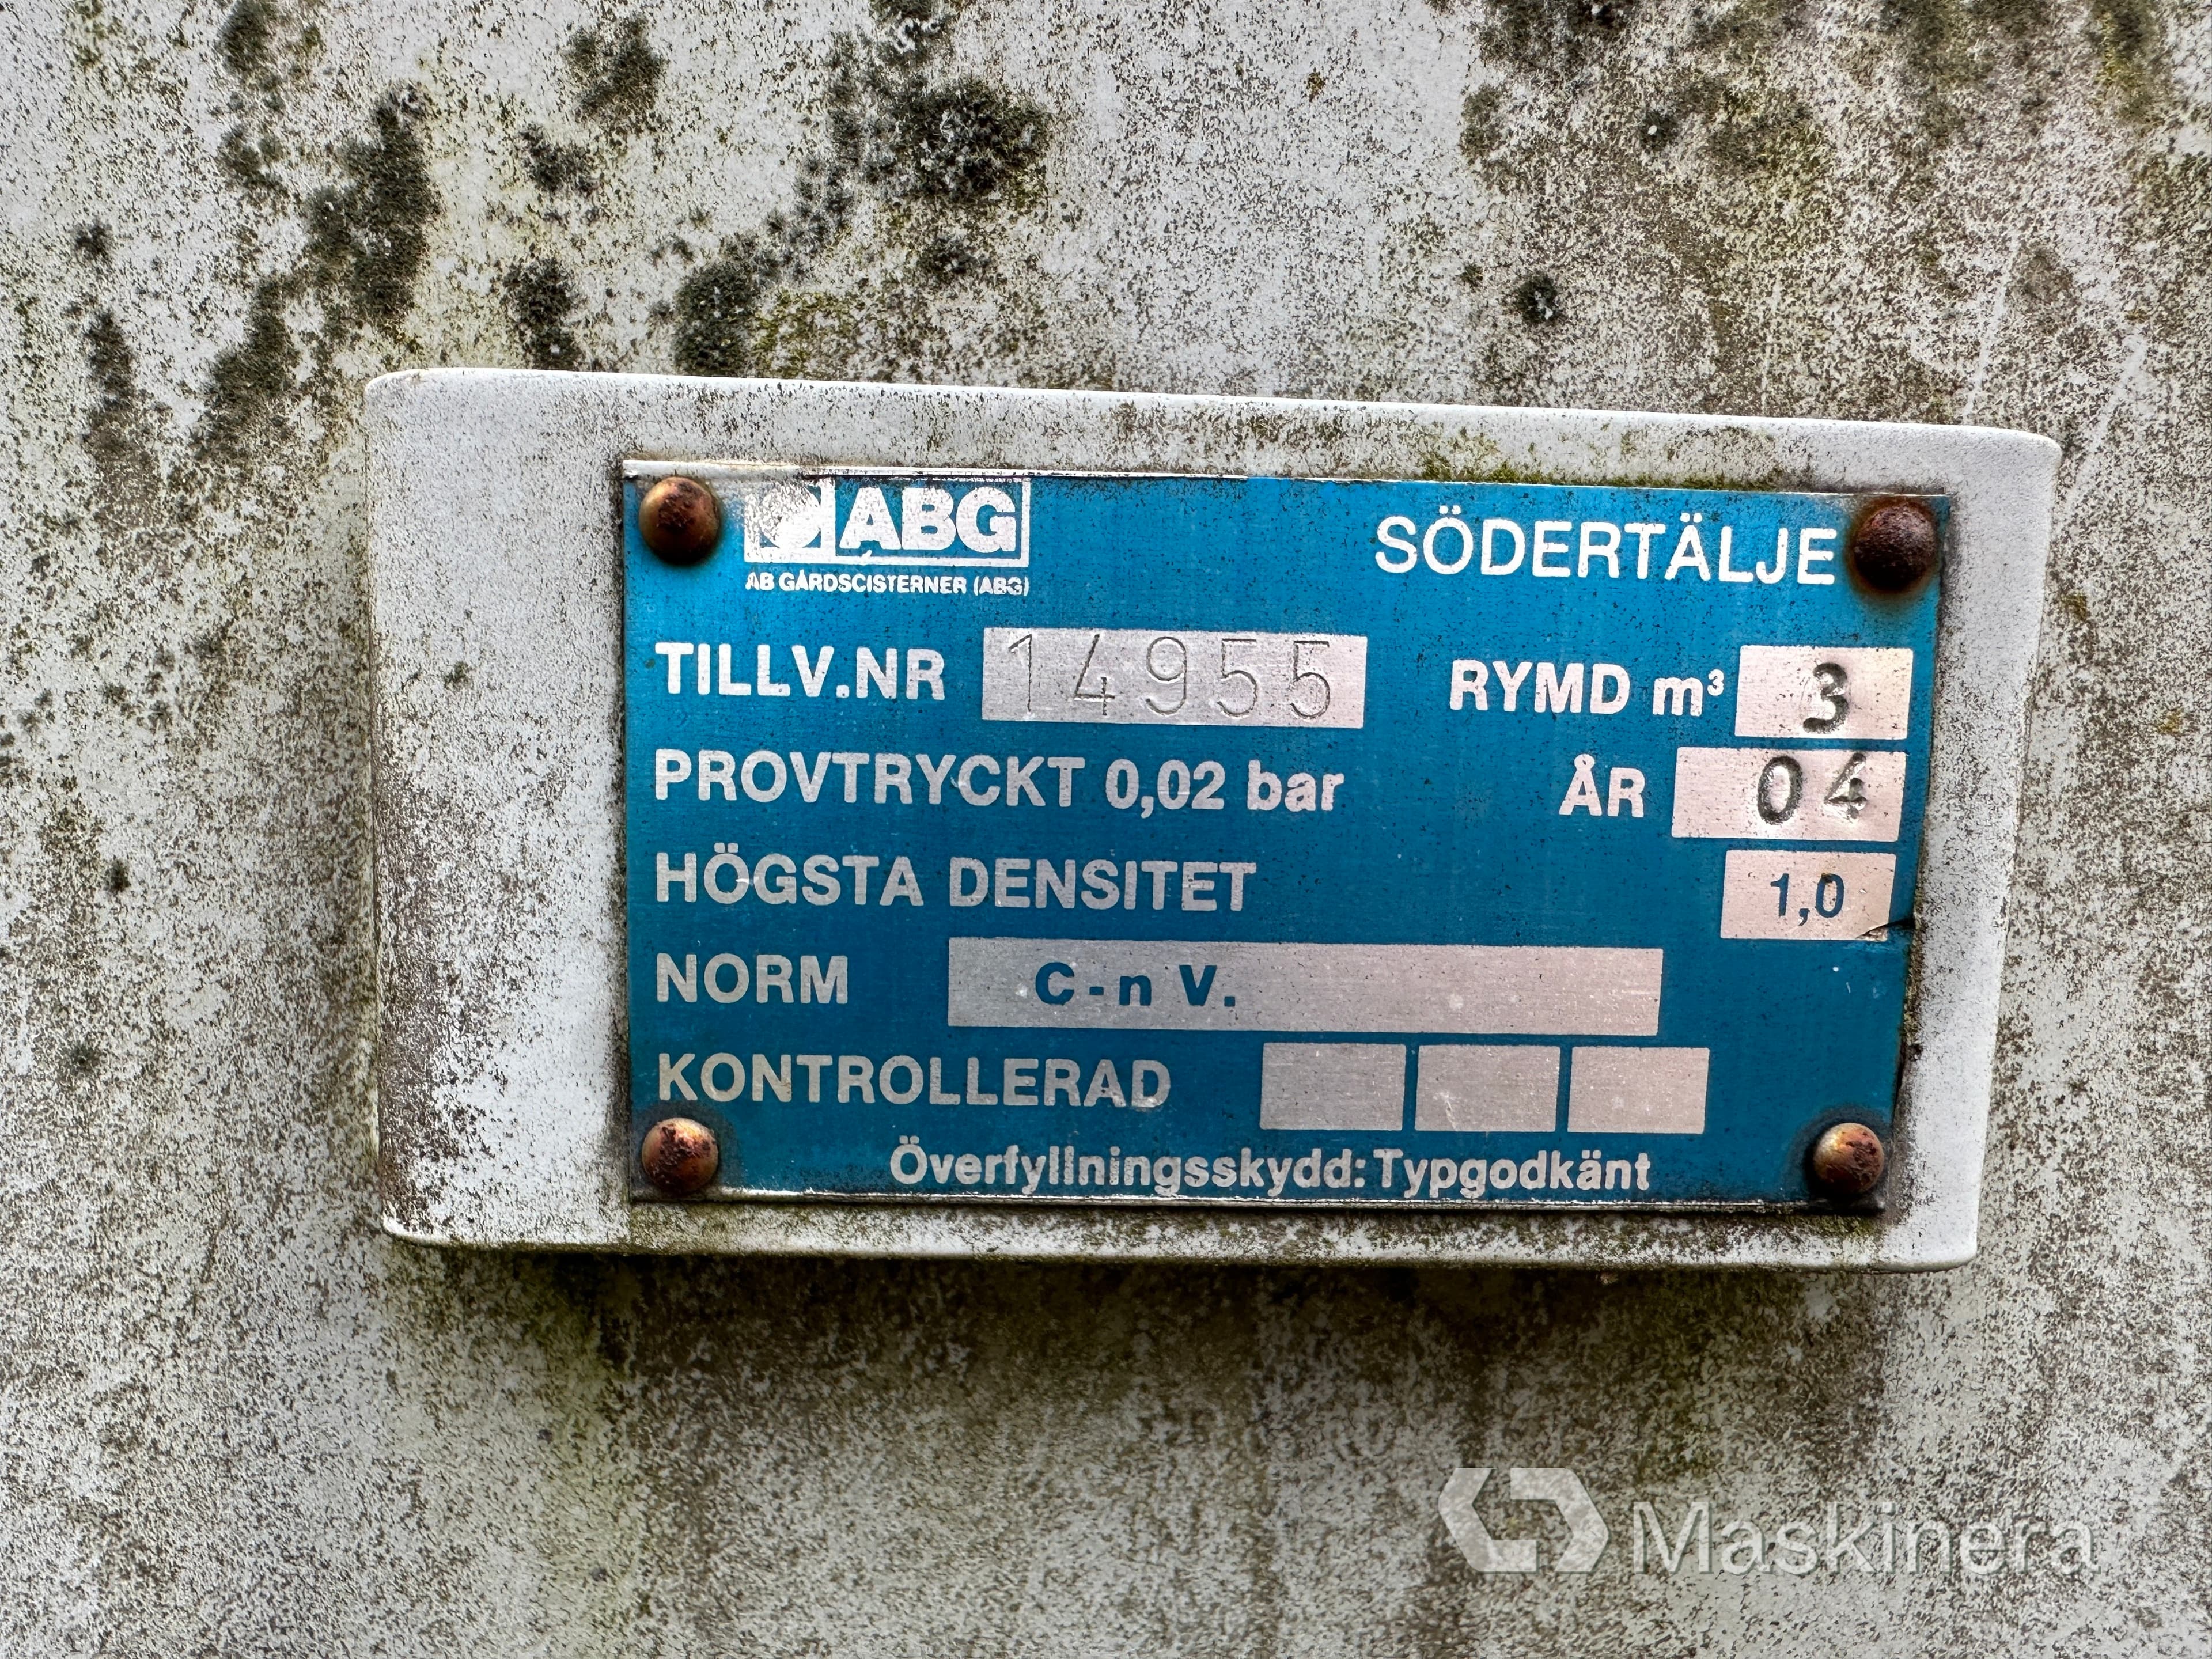 ABG SÖDERTÄLJE
AB GÅRDSCISTERNER (ABG)
TILLV.NR 14955 RYMD m³ 3
PROVTRYCKT 0,02 bar ÅR 04
HÖGSTA DENSITET 1,0
NORM C-n V.
KONTROLLERAD
Överfyllningsskydd: Typgodkänt
Maskinera